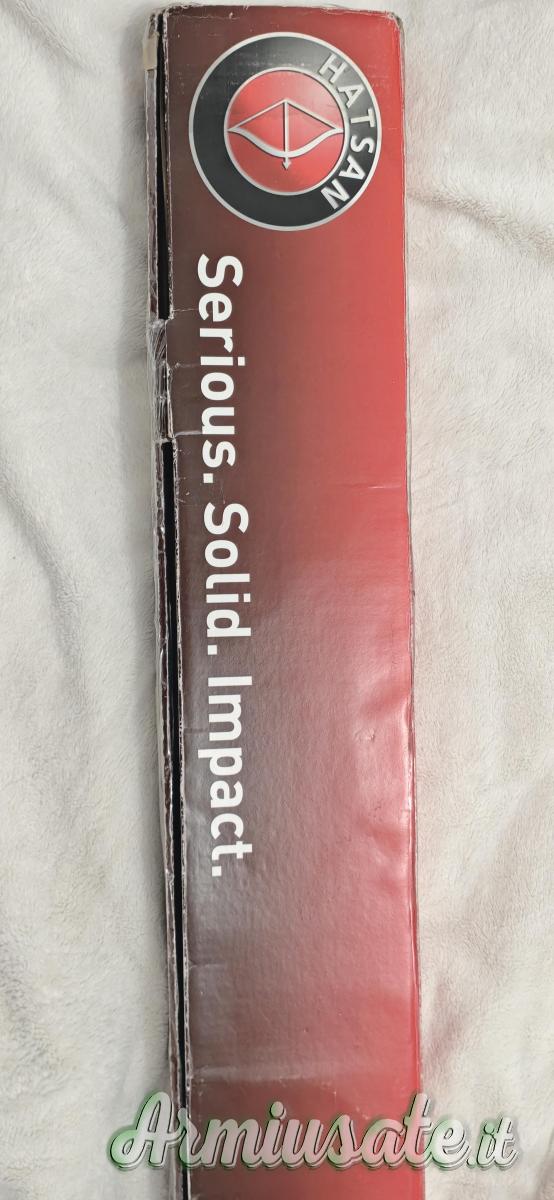 HATSAN
Serious. Solid. Impact.
Armiusate.it